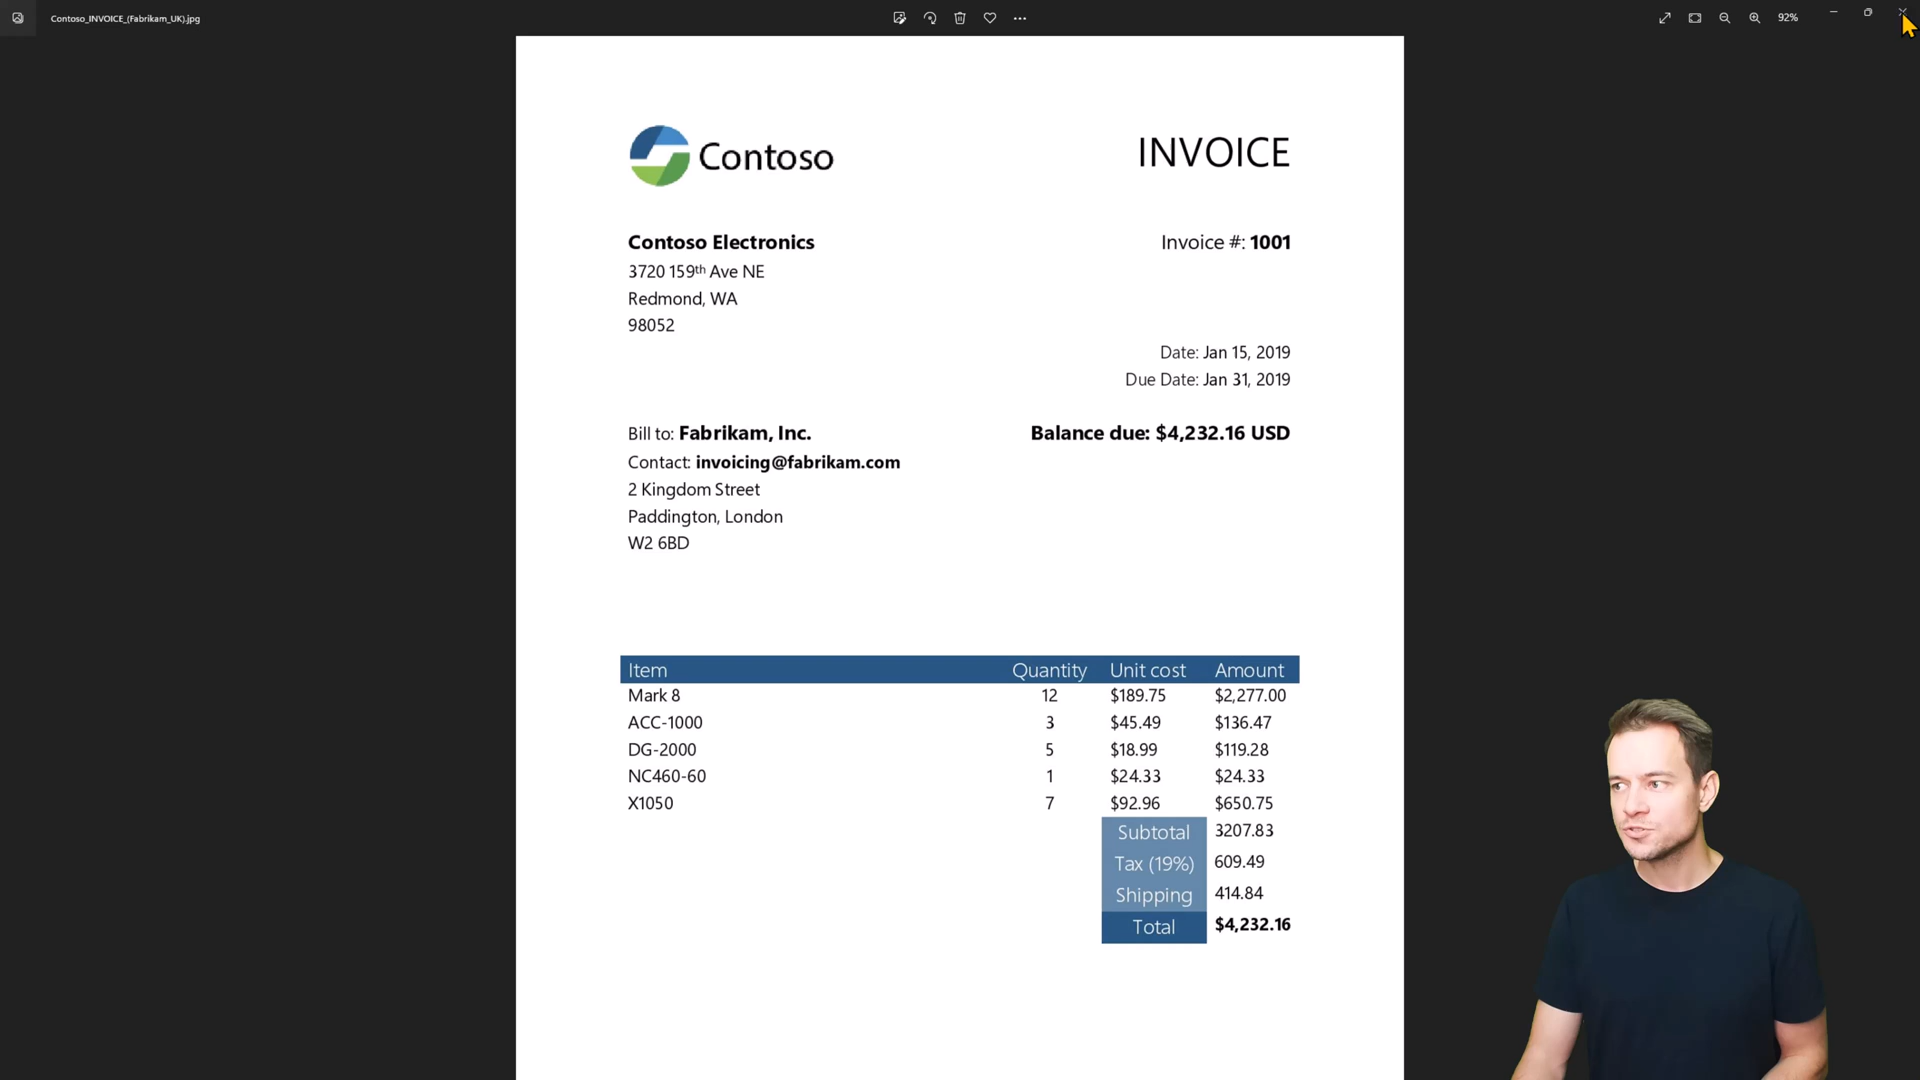 Contoso_INVOICE_(Fabrikam_UK).jpg
92%
Contoso
INVOICE
Contoso Electronics
Invoice #: 1001
3720 159th Ave NE
Redmond, WA
98052
Date: Jan 15, 2019
Due Date: Jan 31, 2019
Bill to: Fabrikam, Inc.
Balance due: $4,232.16 USD
Contact: invoicing@fabrikam.com
2 Kingdom Street
Paddington, London
W2 6BD
Item Quantity Unit cost Amount
Mark 8 12 $189.75 $2,277.00
ACC-1000 3 $45.49 $136.47
DG-2000 5 $18.99 $119.28
NC460-60 1 $24.33 $24.33
X1050 7 $92.96 $650.75
Subtotal 3207.83
Tax (19%) 609.49
Shipping 414.84
Total $4,232.16